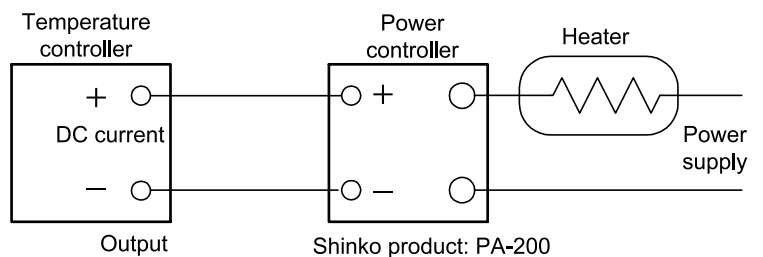 Temperature
controller
Power
controller
Heater
+
DC current
−
+
−
Power
supply
Output
Shinko product: PA-200